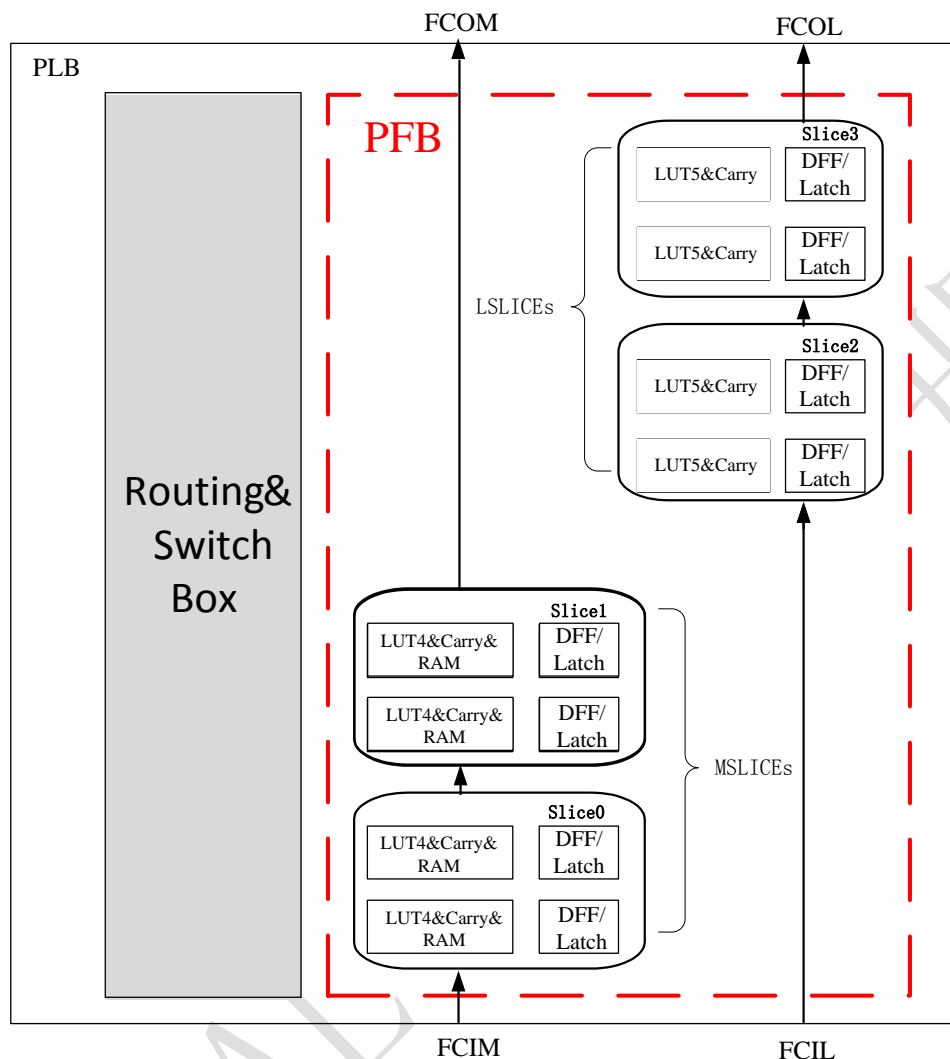 FCOM
FCOL
PLB
PFB
Slice3
LUT5&Carry
DFF/
Latch
LUT5&Carry
DFF/
Latch
LSLICEs
Slice2
LUT5&Carry
DFF/
Latch
LUT5&Carry
DFF/
Latch
Routing&
Switch
Box
Slice1
LUT4&Carry&
RAM
DFF/
Latch
LUT4&Carry&
RAM
DFF/
Latch
MSLICEs
Slice0
LUT4&Carry&
RAM
DFF/
Latch
LUT4&Carry&
RAM
DFF/
Latch
FCIM
FCIL